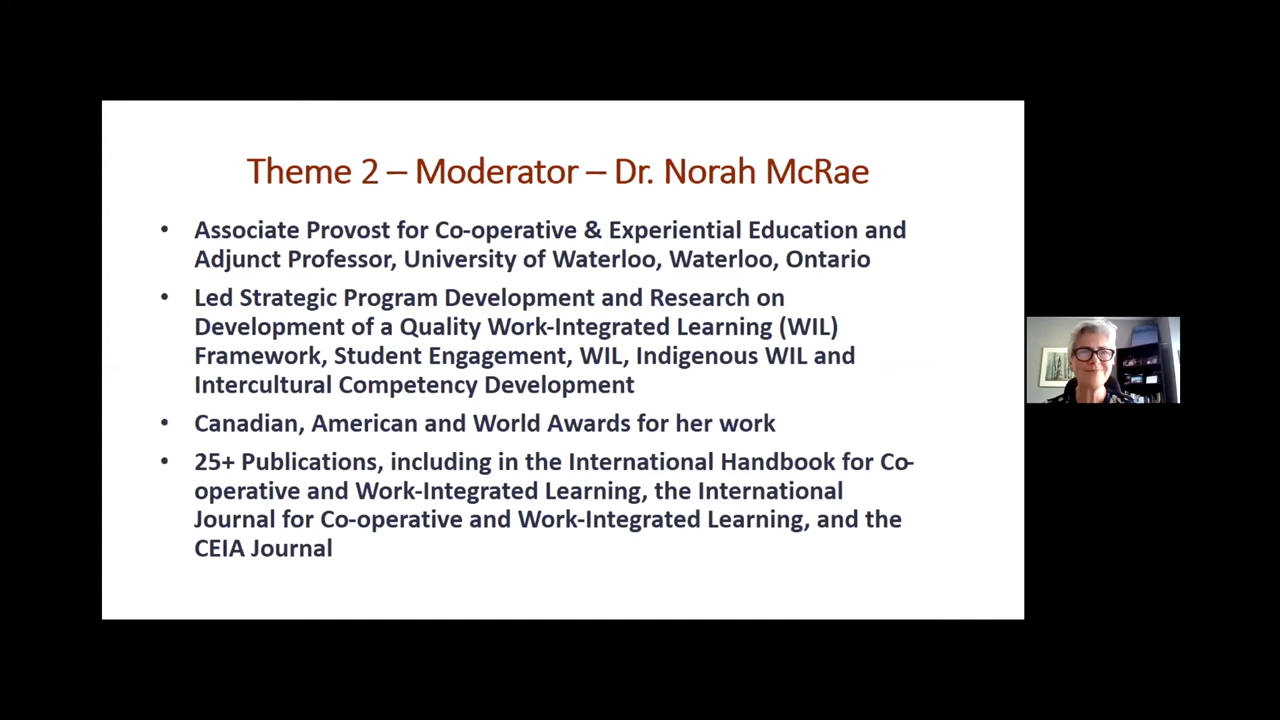 Theme 2 – Moderator – Dr. Norah McRae
• Associate Provost for Co-operative & Experiential Education and
Adjunct Professor, University of Waterloo, Waterloo, Ontario
• Led Strategic Program Development and Research on
Development of a Quality Work-Integrated Learning (WIL)
Framework, Student Engagement, WIL, Indigenous WIL and
Intercultural Competency Development
• Canadian, American and World Awards for her work
• 25+ Publications, including in the International Handbook for Co-
operative and Work-Integrated Learning, the International
Journal for Co-operative and Work-Integrated Learning, and the
CEIA Journal